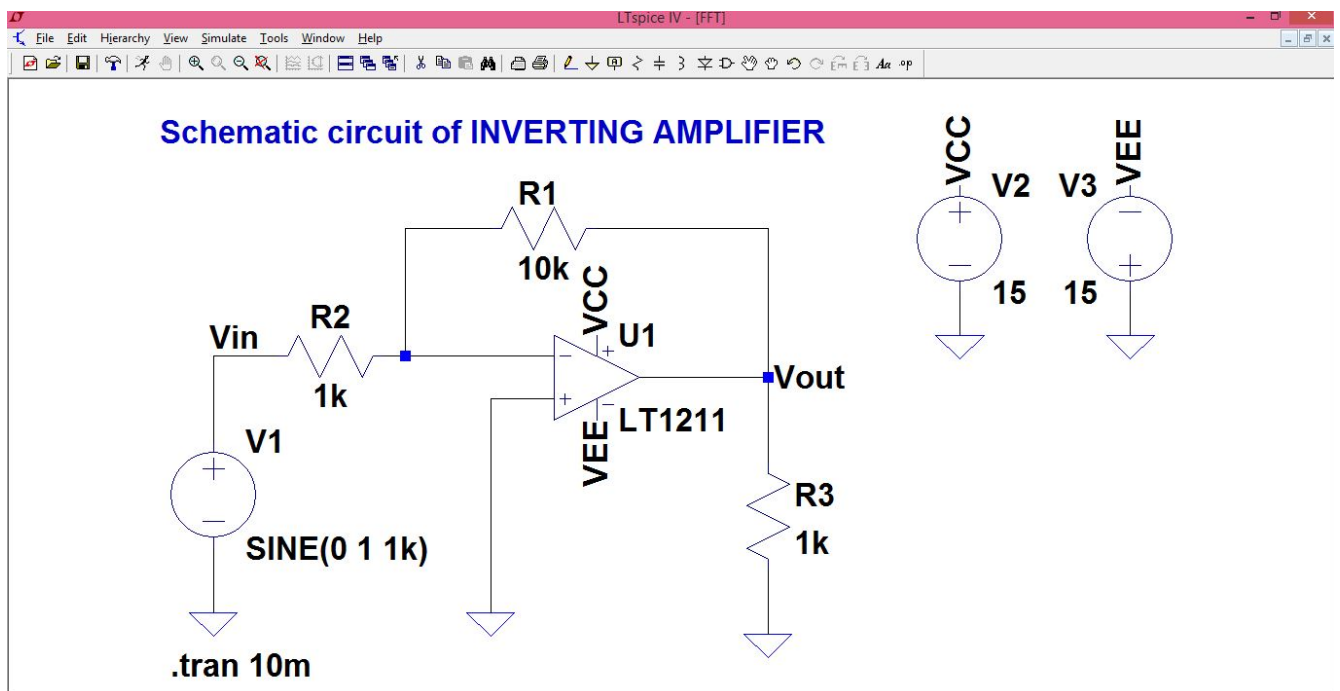 LTspice IV - [FFT]
File Edit Hierarchy View Simulate Tools Window Help
Aa .op
Schematic circuit of INVERTING AMPLIFIER
R1
10k
VCC
U1
Vin
R2
1k
LT1211
VEE
Vout
V1
SINE(0 1 1k)
R3
1k
.tran 10m
VCC
V2
15
VEE
V3
15